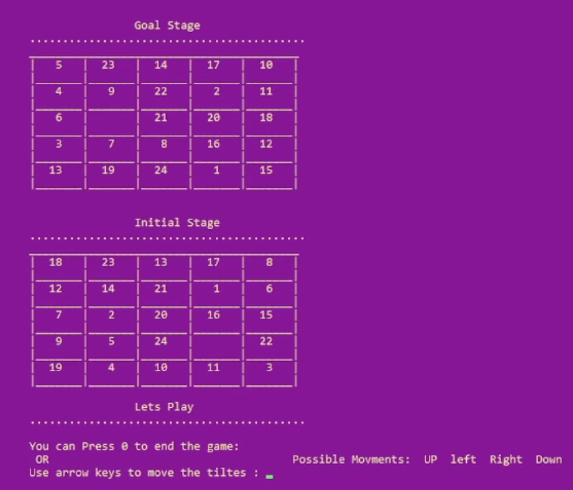 Goal Stage
5 23 14 17 10
4 9 22 2 11
6 21 20 18
3 7 8 16 12
13 19 24 1 15
Initial Stage
18 23 13 17 8
12 14 21 1 6
7 2 20 16 15
9 5 24 22
19 4 10 11 3
Lets Play
You can Press 0 to end the game:
OR Possible Movments: UP left Right Down
Use arrow keys to move the tiltes :